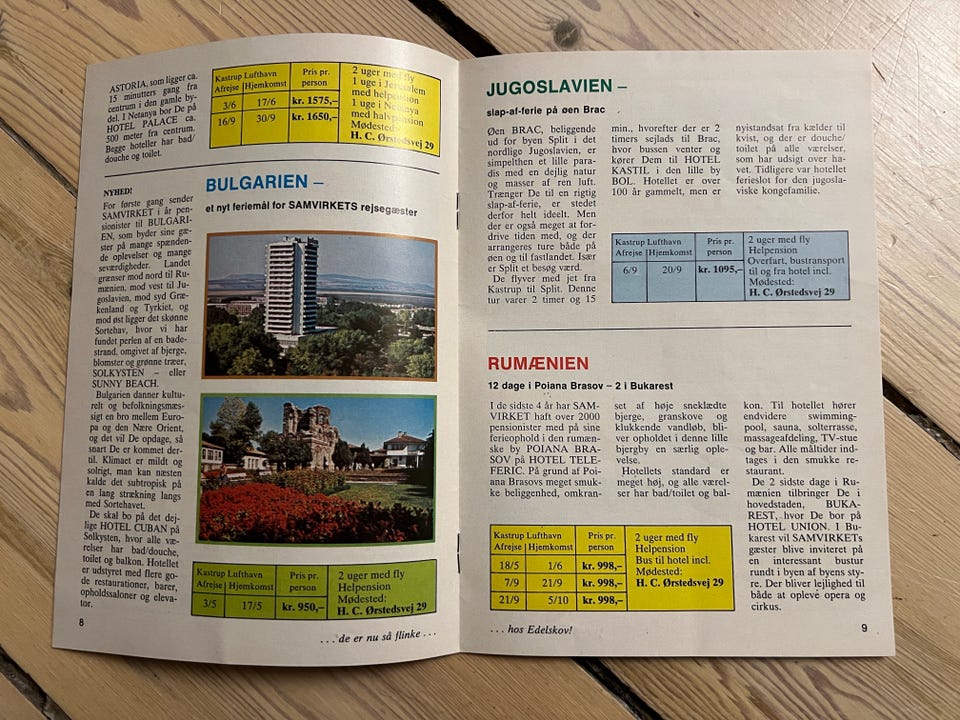 ASTORIA, som ligger ca.
15 minutters gang fra
centrum i den gamle by-
del. I Netanya bor De på
HOTEL PALACE ca.
500 meter fra centrum.
Begge hoteller har bad/
douche og toilet.
Kastrup Lufthavn
Afrejse Hjemkomst
Pris pr.
person
3/6 17/6 kr. 1575,–
16/9 30/9 kr. 1650,–
2 uger med fly
1 uge i Jerusalem
med helpension
1 uge i Netanya
med halvpension
Mødested:
H. C. Ørstedsvej 29
BULGARIEN –
et nyt feriemål for SAMVIRKETS rejsegæster
NYHED!
For første gang sender
SAMVIRKET i år pen-
sionister til BULGARI-
EN, som byder sine gæ-
ster på mange spænden-
de oplevelser og mange
seværdigheder. Landet
grænser mod nord til Ru-
mænien, mod vest til Ju-
goslavien, mod syd Græ-
kenland og Tyrkiet, og
mod øst ligger det skønne
Sortehav, hvor vi har
fundet perlen af en bade-
strand, omgivet af bjerge,
blomster og grønne træer,
SOLKYSTEN – eller
SUNNY BEACH.
Bulgarien danner kultu-
relt og befolkningsmæs-
sigt en bro mellem Euro-
pa og den Nære Orient,
og det vil De opdage, så
snart De er kommet der-
til. Klimaet er mildt og
solrigt, man kan næsten
kalde det subtropisk på
en lang strækning langs
med Sortehavet.
De skal bo på det dej-
lige HOTEL CUBAN på
Solkysten, hvor alle væ-
relser har bad/douche,
toilet og balkon. Hotellet
er udstyret med flere go-
de restaurationer, barer,
opholdssaloner og eleva-
tor.
Kastrup Lufthavn
Afrejse Hjemkomst
Pris pr.
person
3/5 17/5 kr. 950,–
2 uger med fly
Helpension
Mødested:
H. C. Ørstedsvej 29
8
. . . de er nu så flinke . . .
JUGOSLAVIEN –
slap-af-ferie på øen Brac
Øen BRAC, beliggende
ud for byen Split i det
nordlige Jugoslavien, er
simpelthen et lille para-
dis med en dejlig natur
og masser af ren luft.
Trænger De til en rigtig
slap-af-ferie, er stedet
derfor helt ideelt. Men
der er også meget at for-
drive tiden med, og der
arrangeres ture både på
øen og til fastlandet. Især
er Split et besøg værd.
De flyver med jet fra
Kastrup til Split. Denne
tur varer 2 timer og 15
min., hvorefter der er 2
timers sejlads til Brac,
hvor bussen venter og
kører Dem til HOTEL
KASTIL i den lille by
BOL. Hotellet er over
100 år gammelt, men er
nyistandsat fra kælder til
kvist, og der er douche/
toilet på alle værelser,
som har udsigt over ha-
vet. Tidligere var hotellet
ferieslot for den jugosla-
viske kongefamilie.
Kastrup Lufthavn
Afrejse Hjemkomst
Pris pr.
person
6/9 20/9 kr. 1095,–
2 uger med fly
Helpension
Overfart, bustransport
til og fra hotel incl.
Mødested:
H. C. Ørstedsvej 29
RUMÆNIEN
12 dage i Poiana Brasov – 2 i Bukarest
I de sidste 4 år har SAM-
VIRKET haft over 2000
pensionister med på sine
ferieophold i den rumæn-
ske by POIANA BRA-
SOV på HOTEL TELE-
FERIC. På grund af Poi-
ana Brasovs meget smuk-
ke beliggenhed, omkran-
set af høje sneklædte
bjerge, granskove og
klukkende vandløb, bli-
ver opholdet i denne lille
bjergby en særlig ople-
velse.
Hotellets standard er
meget høj, og alle værel-
ser har bad/toilet og bal-
kon. Til hotellet hører
endvidere swimming-
pool, sauna, solterrasse,
massageafdeling, TV-stue
og bar. Alle måltider ind-
tages i den smukke re-
staurant.
De 2 sidste dage i Ru-
mænien tilbringer De i
hovedstaden, BUKA-
REST, hvor De bor på
HOTEL UNION. I Bu-
karest vil SAMVIRKETs
gæster blive inviteret på
en interessant bustur
rundt i byen af byens sty-
re. Der bliver lejlighed til
både at opleve opera og
cirkus.
Kastrup Lufthavn
Afrejse Hjemkomst
Pris pr.
person
18/5 1/6 kr. 998,–
7/9 21/9 kr. 998,–
21/9 5/10 kr. 998,–
2 uger med fly
Helpension
Bus til hotel incl.
Mødested:
H. C. Ørstedsvej 29
. . . hos Edelskov!
9